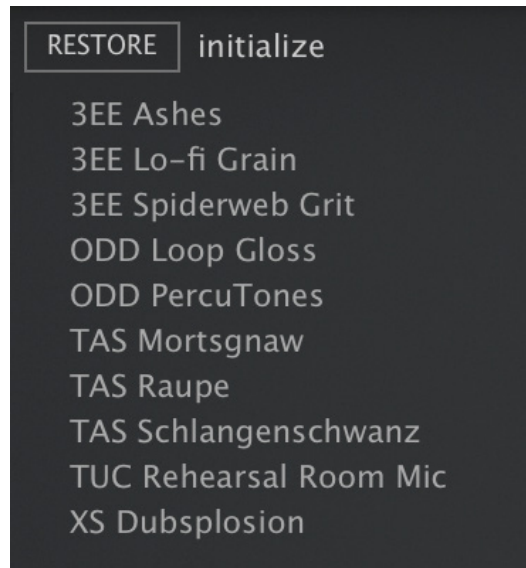 RESTORE initialize
3EE Ashes
3EE Lo-fi Grain
3EE Spiderweb Grit
ODD Loop Gloss
ODD PercuTones
TAS Mortsgnaw
TAS Raupe
TAS Schlangenschwanz
TUC Rehearsal Room Mic
XS Dubsplosion